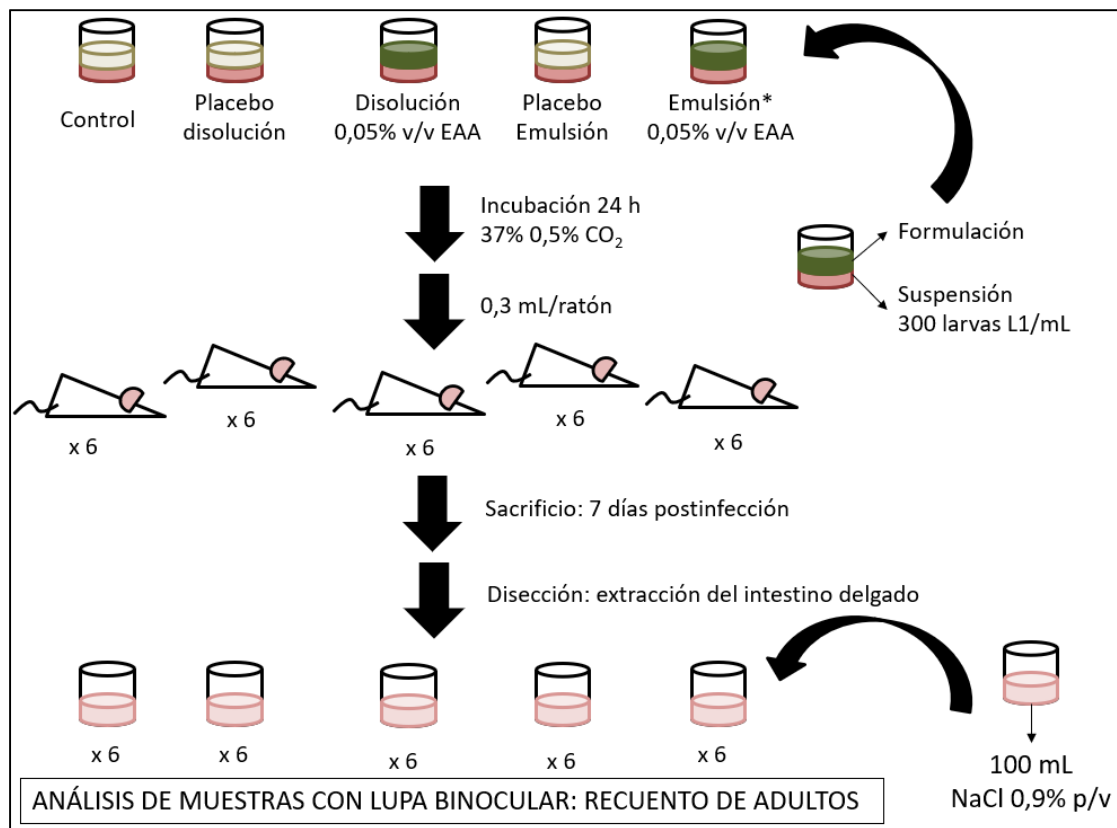 Control
Placebo
disolución
Disolución
0,05% v/v EAA
Placebo
Emulsión
Emulsión*
0,05% v/v EAA
Incubación 24 h
37% 0,5% CO₂
Formulación
Suspensión
300 larvas L1/mL
0,3 mL/ratón
x 6
x 6
x 6
x 6
x 6
Sacrificio: 7 días postinfección
Disección: extracción del intestino delgado
x 6
x 6
x 6
x 6
x 6
100 mL
NaCl 0,9% p/v
ANÁLISIS DE MUESTRAS CON LUPA BINOCULAR: RECUENTO DE ADULTOS